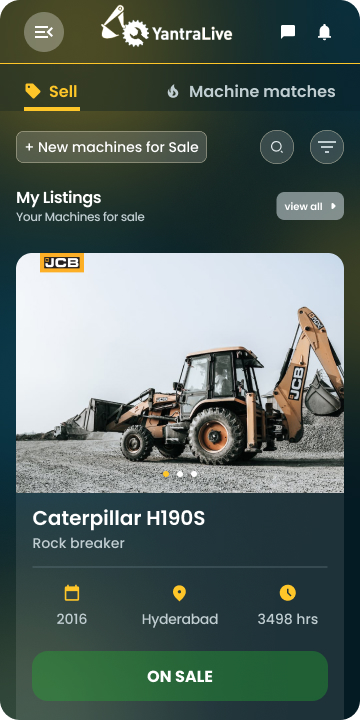 YantraLive
Sell
Machine matches
+ New machines for Sale
My Listings
Your Machines for sale
view all
JCB
JCB
Caterpillar H190S
Rock breaker
2016
Hyderabad
3498 hrs
ON SALE